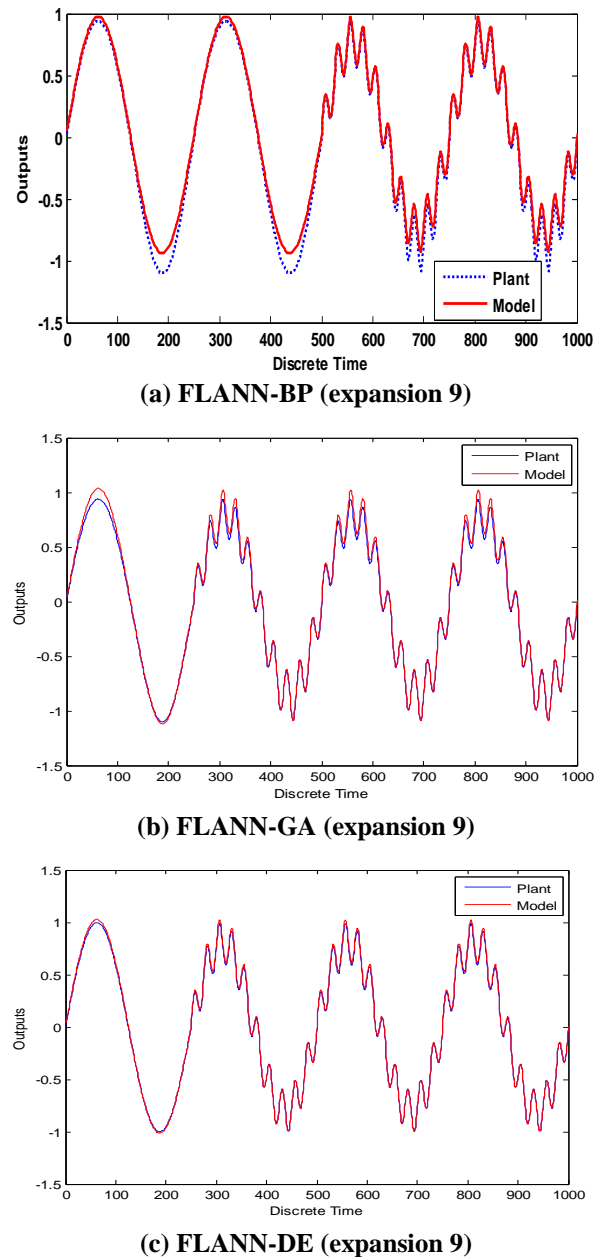 1
0.5
0
-0.5
-1
-1.5
Outputs
Plant
Model
0 100 200 300 400 500 600 700 800 900 1000
Discrete Time
(a) FLANN-BP (expansion 9)
1.5
1
0.5
0
-0.5
-1
-1.5
Outputs
Plant
Model
0 100 200 300 400 500 600 700 800 900 1000
Discrete Time
(b) FLANN-GA (expansion 9)
1.5
1
0.5
0
-0.5
-1
-1.5
Outputs
Plant
Model
0 100 200 300 400 500 600 700 800 900 1000
Discrete Time
(c) FLANN-DE (expansion 9)